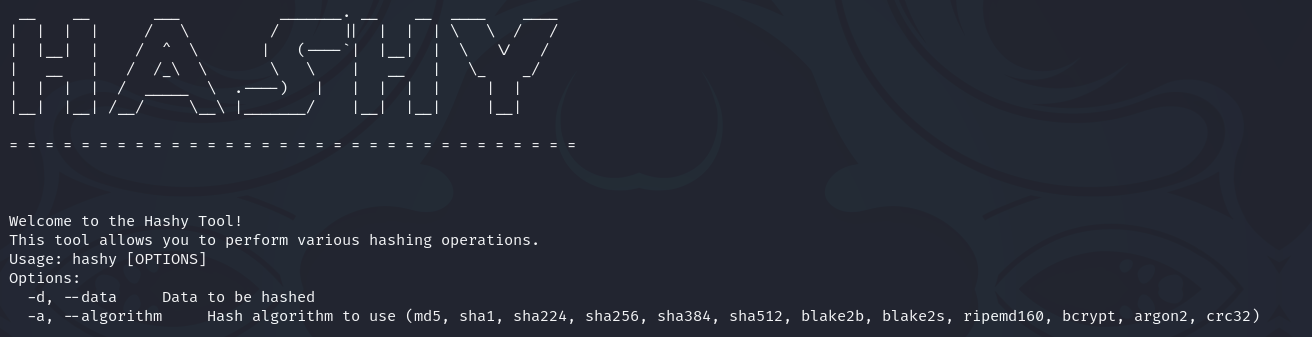 HASHY
= = = = = = = = = = = = = = = = = = = = = = = = = = = = = = = =
Welcome to the Hashy Tool!
This tool allows you to perform various hashing operations.
Usage: hashy [OPTIONS]
Options:
-d, --data Data to be hashed
-a, --algorithm Hash algorithm to use (md5, sha1, sha224, sha256, sha384, sha512, blake2b, blake2s, ripemd160, bcrypt, argon2, crc32)